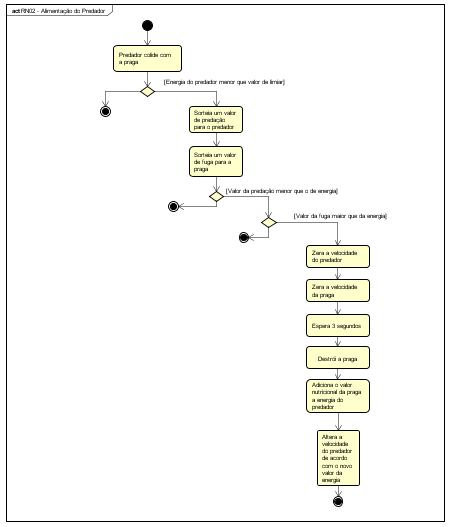 act RN02 - Alimentação do Predador
Predador colide com
a praga
[Energia do predador menor que valor de limiar]
Sorteia um valor
de predação
para o predador
Sorteia um valor
de fuga para a
praga
[Valor da predação menor que o de energia]
[Valor da fuga maior que da energia]
Zera a velocidade
do predador
Zera a velocidade
da praga
Espera 3 segundos
Destrói a praga
Adiciona o valor
nutricional da praga
a energia do
predador
Altera a
velocidade
do predador
de acordo
com o novo
valor da
energia